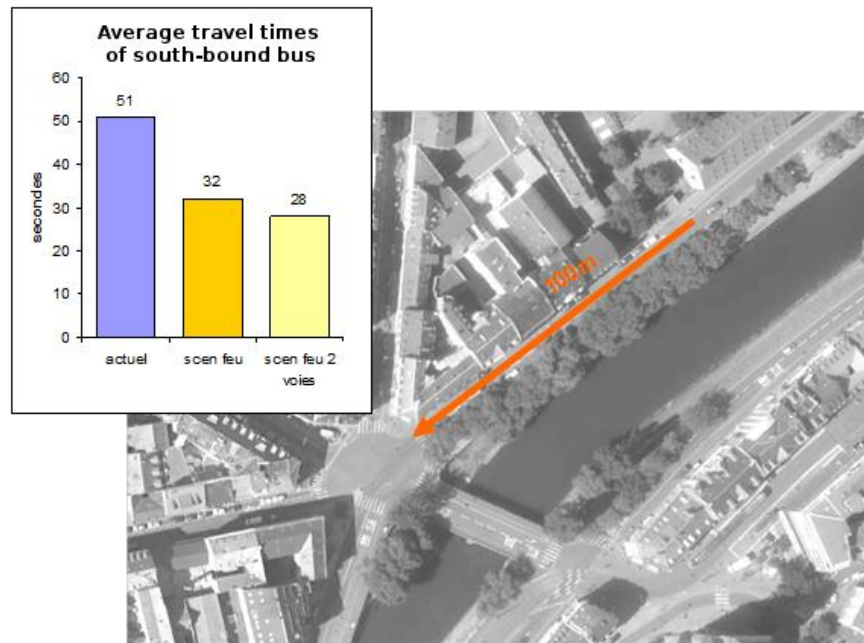 Average travel times
of south-bound bus
60
50
40
30
20
10
0
secondes
51
32
28
actuel
scen feu
scen feu 2
voies
100m